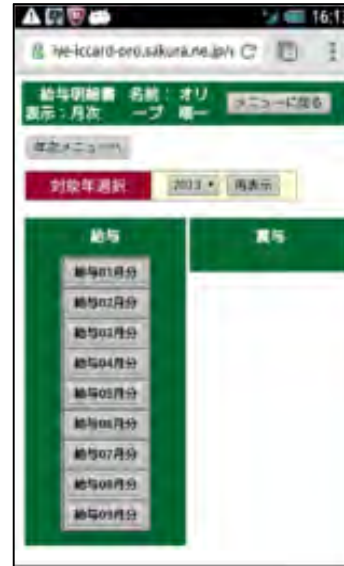 16:1
ive-iccard-pro.sakura.ne.jp/
給与明細書 名前：オリ
表示：月次 ーブ 順一
メニューに戻る
年次メニューへ
対象年選択 2013 再表示
給与 賞与
給与01月分
給与02月分
給与03月分
給与04月分
給与05月分
給与06月分
給与07月分
給与08月分
給与09月分